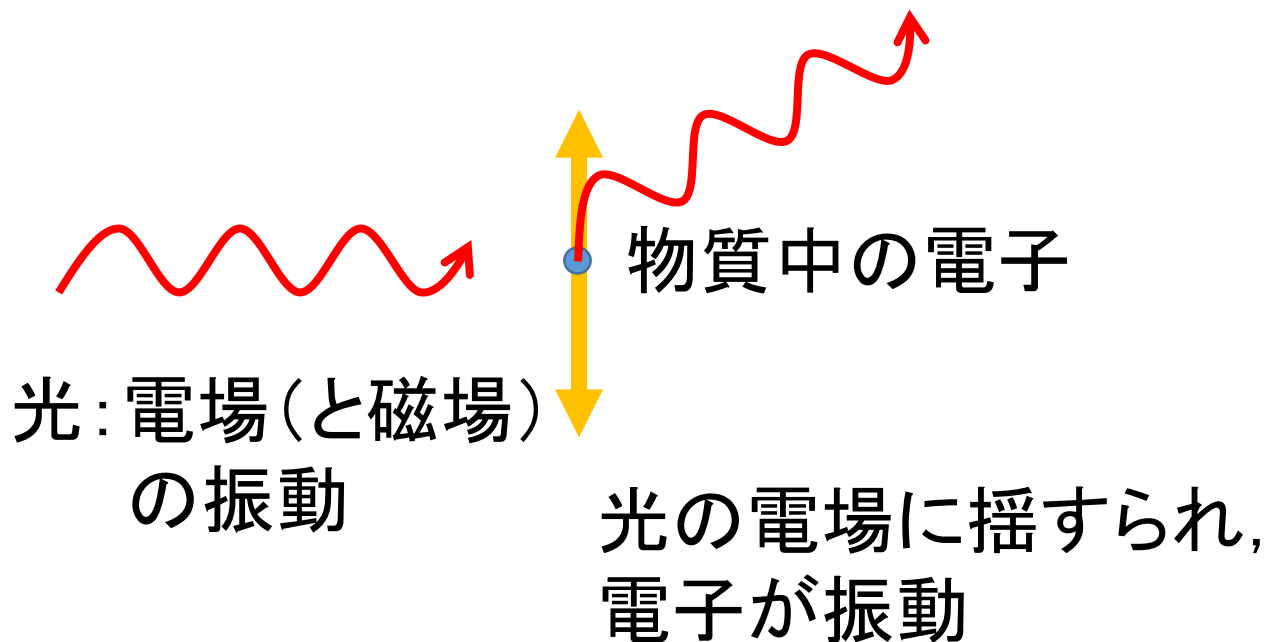 物質中の電子
光：電場（と磁場）
の振動
光の電場に揺すられ，
電子が振動